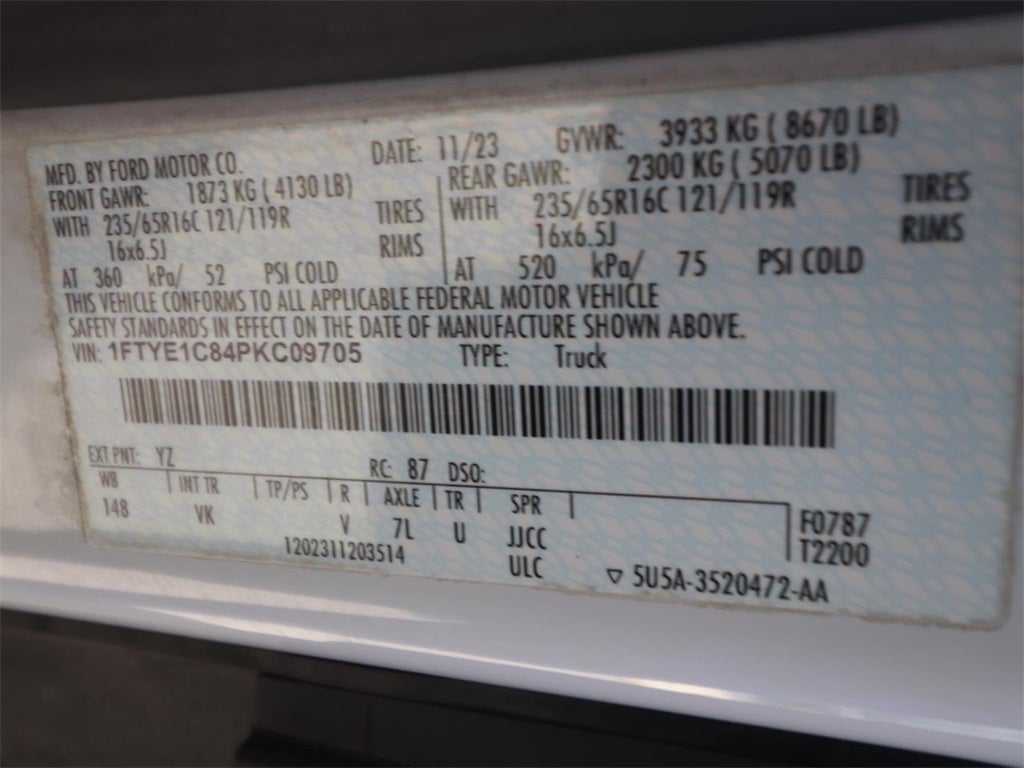 MFD. BY FORD MOTOR CO. DATE: 11/23 GVWR: 3933 KG ( 8670 LB)
FRONT GAWR: 1873 KG ( 4130 LB) REAR GAWR: 2300 KG ( 5070 LB)
WITH 235/65R16C 121/119R TIRES WITH 235/65R16C 121/119R TIRES
16x6.5J RIMS 16x6.5J RIMS
AT 360 kPa/ 52 PSI COLD AT 520 kPa/ 75 PSI COLD
THIS VEHICLE CONFORMS TO ALL APPLICABLE FEDERAL MOTOR VEHICLE
SAFETY STANDARDS IN EFFECT ON THE DATE OF MANUFACTURE SHOWN ABOVE.
VIN: 1FTYE1C84PKC09705 TYPE: Truck
EXT PNT: YZ RC: 87 DSO:
WB INT TR TP/PS R AXLE TR SPR
148 VK V 7L U JJCC F0787
1202311203514 ULC T2200
▽ 5U5A-3520472-AA